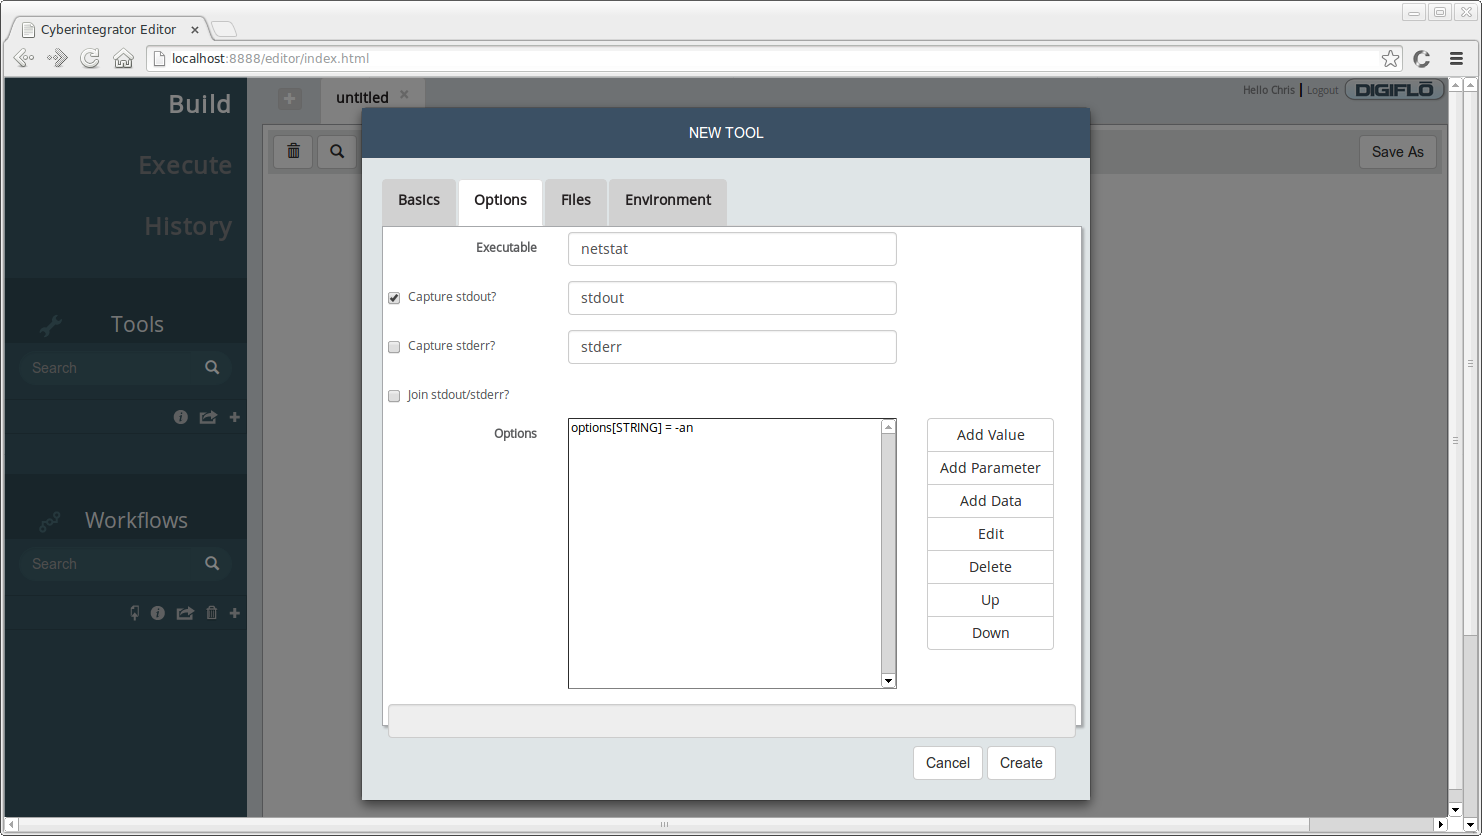 Cyberintegrator Editor
localhost:8888/editor/index.html
Build
Execute
History
Tools
Search
Workflows
Search
untitled
Hello Chris | Logout
DIGIFLŌ
Save As
NEW TOOL
Basics
Options
Files
Environment
Executable
netstat
Capture stdout?
stdout
Capture stderr?
stderr
Join stdout/stderr?
Options
options[STRING] = -an
Add Value
Add Parameter
Add Data
Edit
Delete
Up
Down
Cancel
Create